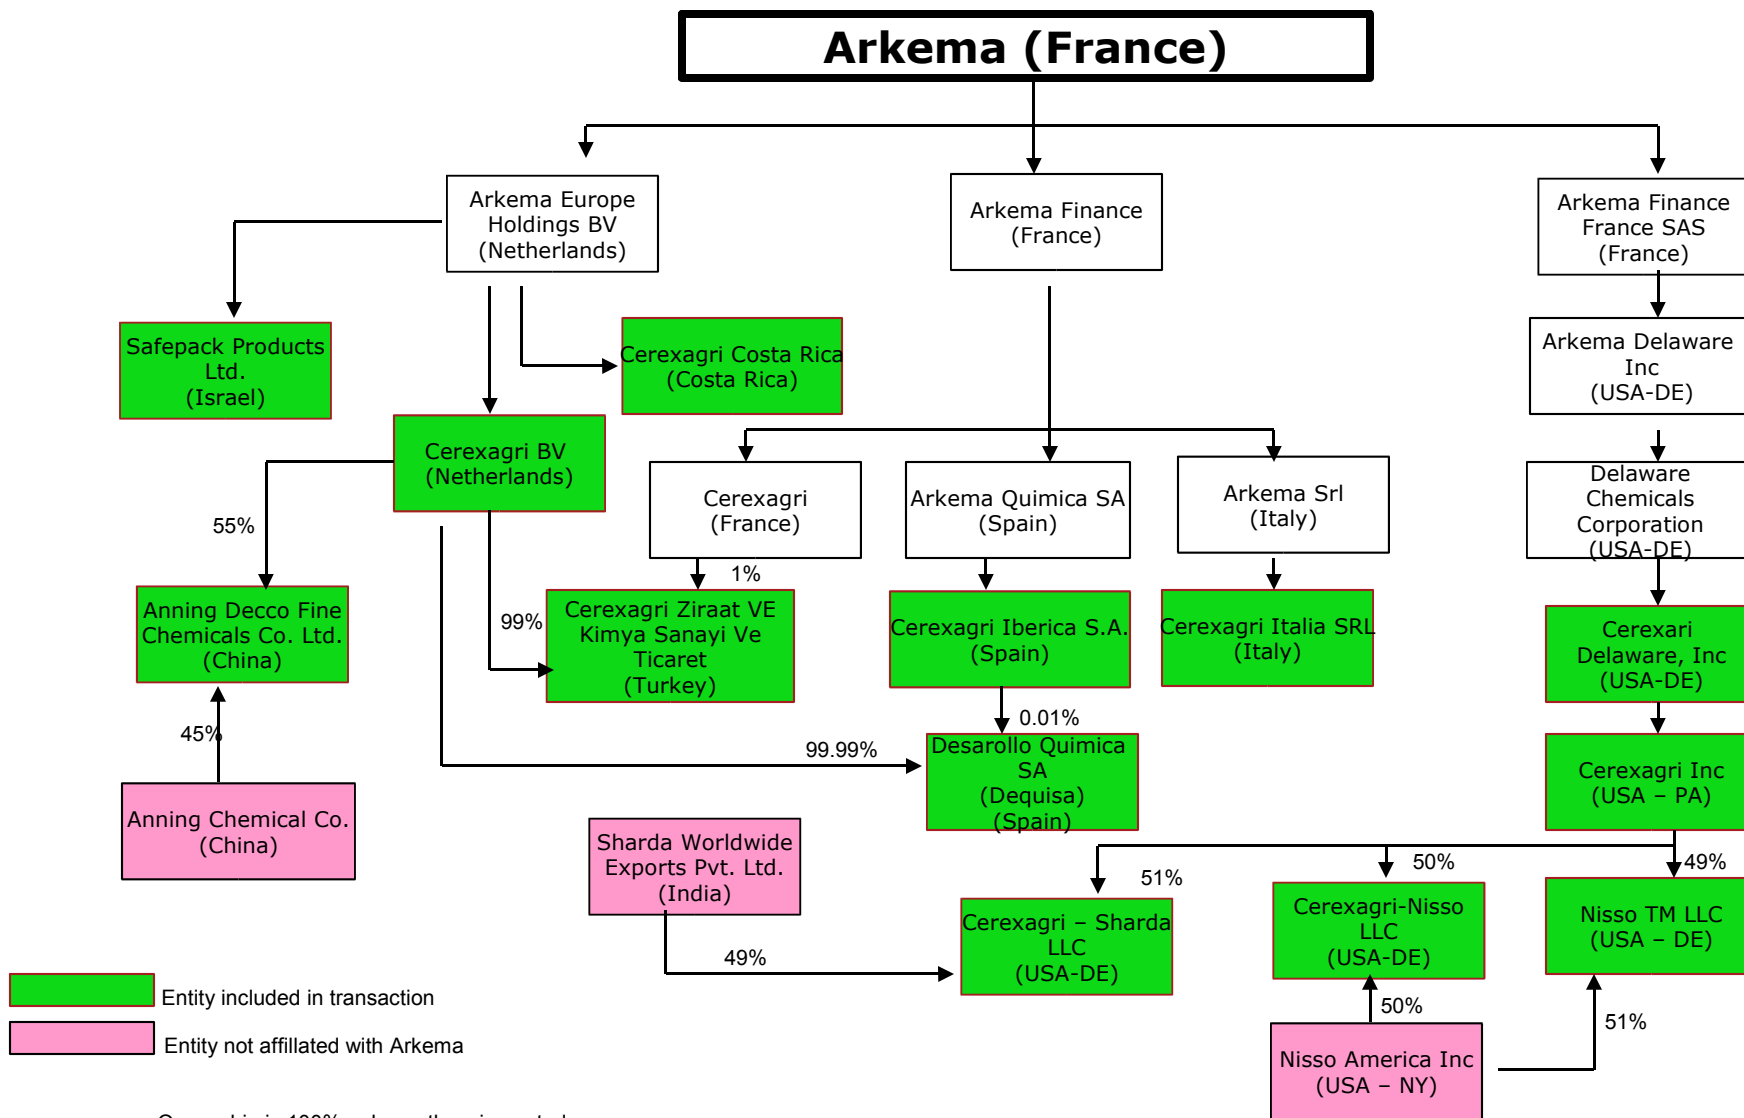 Arkema (France)
Arkema Europe
Holdings BV
(Netherlands)
Arkema Finance
(France)
Arkema Finance
France SAS
(France)
Safepack Products
Ltd.
(Israel)
Cerexagri Costa Rica
(Costa Rica)
Arkema Delaware
Inc
(USA-DE)
Cerexagri BV
(Netherlands)
Cerexagri
(France)
Arkema Quimica SA
(Spain)
Arkema Srl
(Italy)
Delaware
Chemicals
Corporation
(USA-DE)
55%
1%
99%
Anning Decco Fine
Chemicals Co. Ltd.
(China)
Cerexagri Ziraat VE
Kimya Sanayi Ve
Ticaret
(Turkey)
Cerexagri Iberica S.A.
(Spain)
Cerexagri Italia SRL
(Italy)
Cerexari
Delaware, Inc
(USA-DE)
45%
99.99%
0.01%
Desarollo Quimica
SA
(Dequisa)
(Spain)
Cerexagri Inc
(USA – PA)
Anning Chemical Co.
(China)
Sharda Worldwide
Exports Pvt. Ltd.
(India)
51%
50%
49%
49%
Cerexagri – Sharda
LLC
(USA-DE)
Cerexagri-Nisso
LLC
(USA-DE)
Nisso TM LLC
(USA – DE)
50%
51%
Nisso America Inc
(USA – NY)
Entity included in transaction
Entity not affillated with Arkema